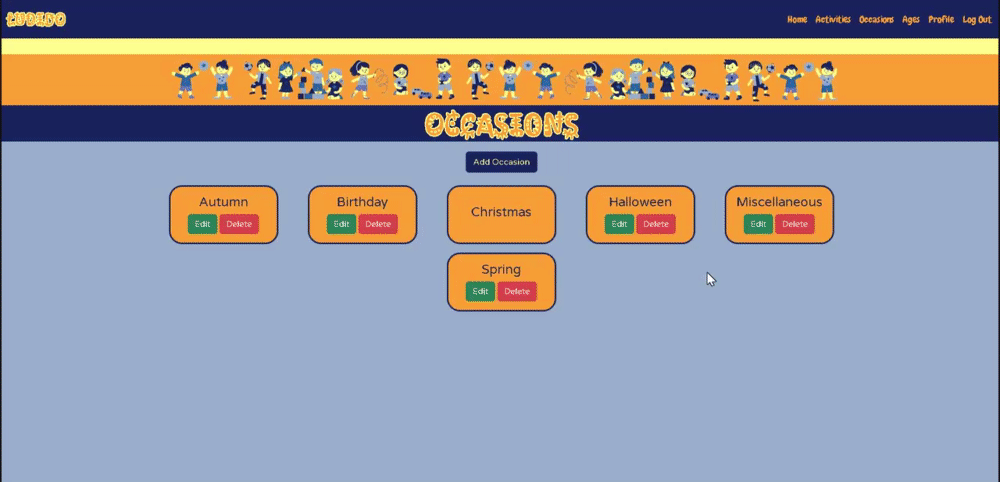 LUDIDO
Home Activities Occasions Ages Profile Log Out
OCCASIONS
Add Occasion
Autumn
Edit Delete
Birthday
Edit Delete
Christmas
Halloween
Edit Delete
Miscellaneous
Edit Delete
Spring
Edit Delete